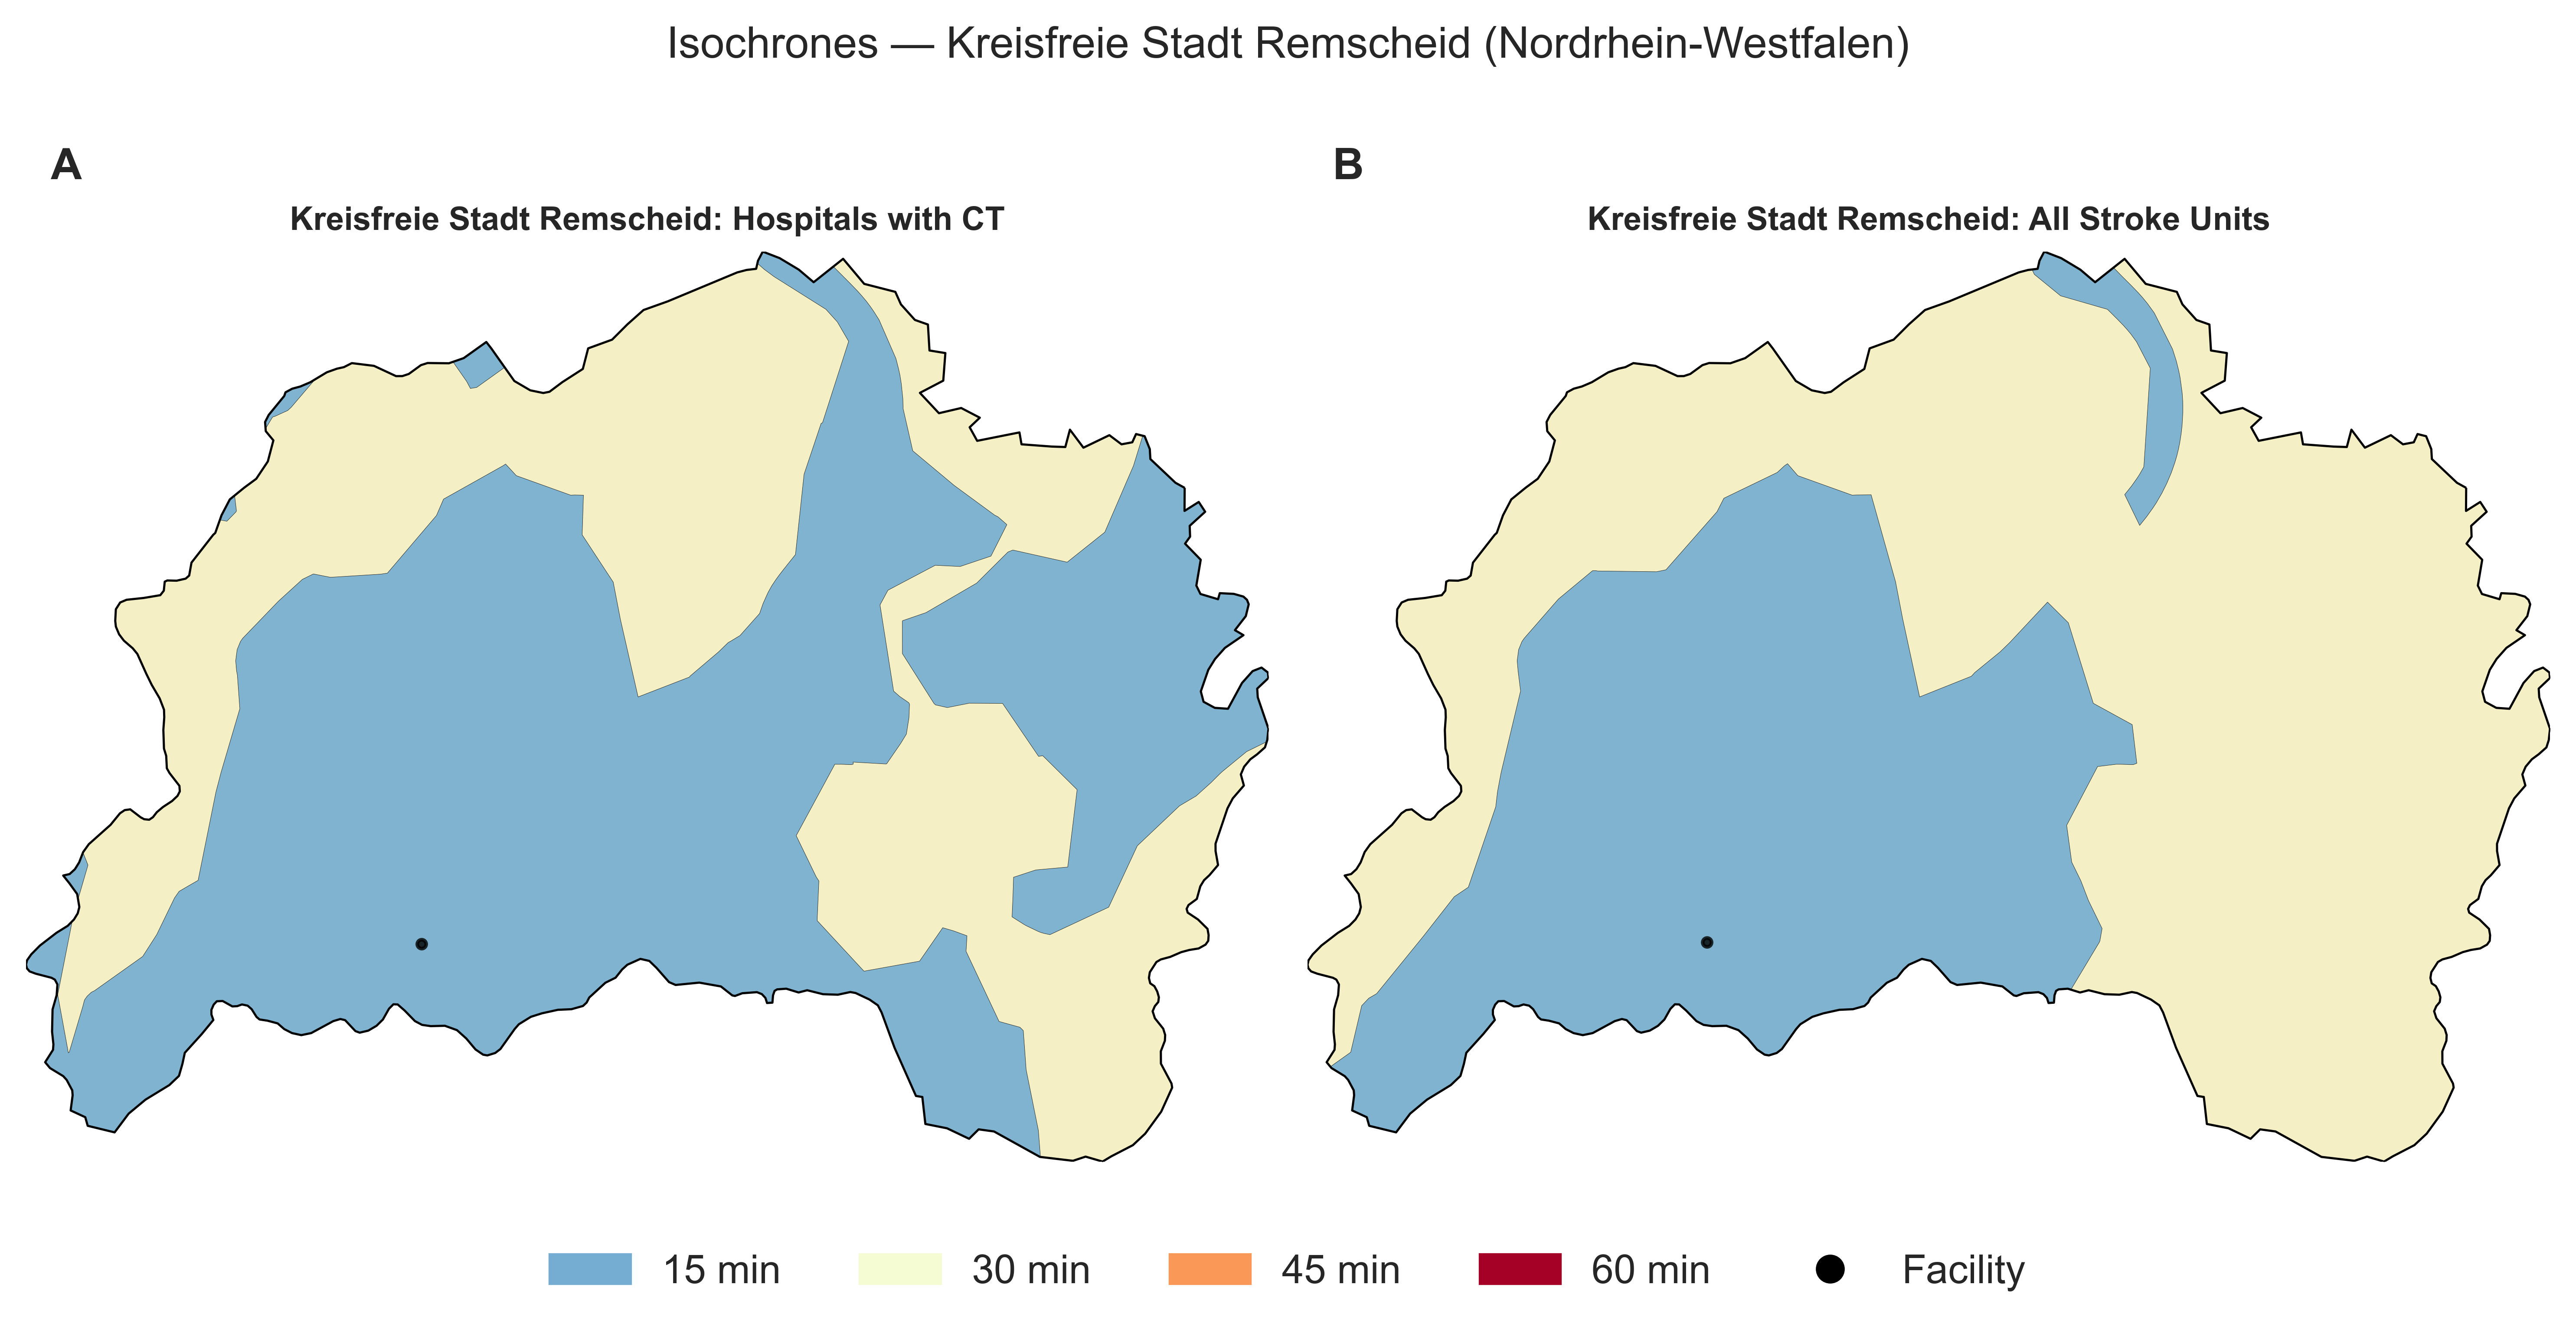 Isochrones — Kreisfreie Stadt Remscheid (Nordrhein-Westfalen)
A
B
Kreisfreie Stadt Remscheid: Hospitals with CT
Kreisfreie Stadt Remscheid: All Stroke Units
15 min
30 min
45 min
60 min
Facility